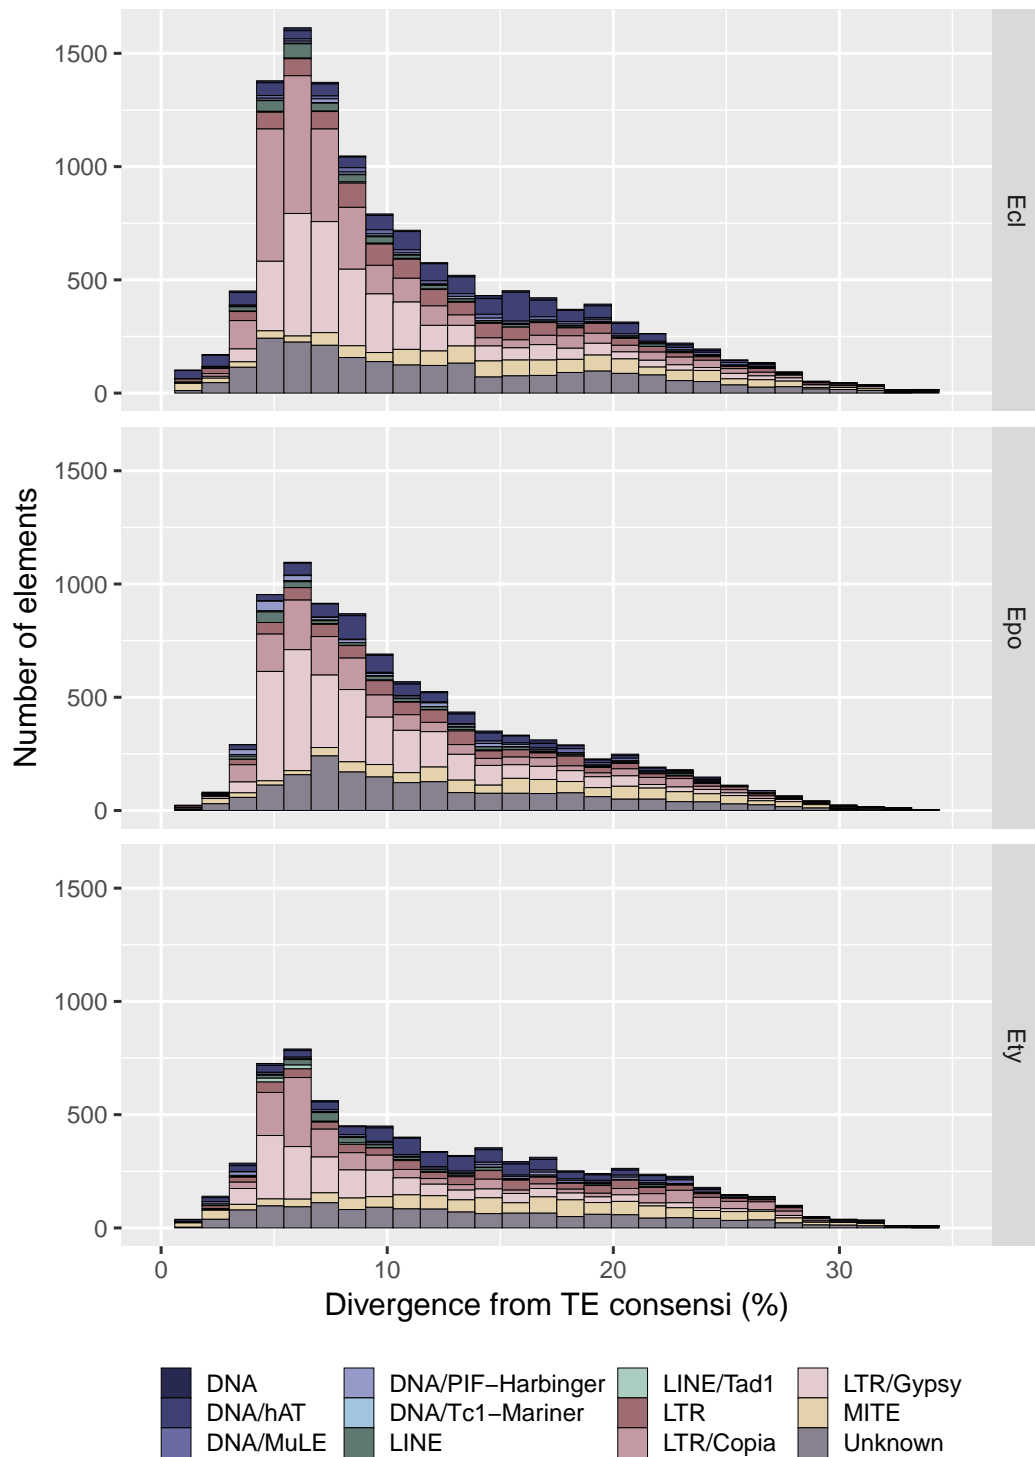 1500
1000
500
0
Ecl
1500
1000
500
0
Epo
1500
1000
500
0
Ety
Number of elements
0 10 20 30
Divergence from TE consensi (%)
DNA DNA/PIF−Harbinger LINE/Tad1 LTR/Gypsy
DNA/hAT DNA/Tc1−Mariner LTR MITE
DNA/MuLE LINE LTR/Copia Unknown